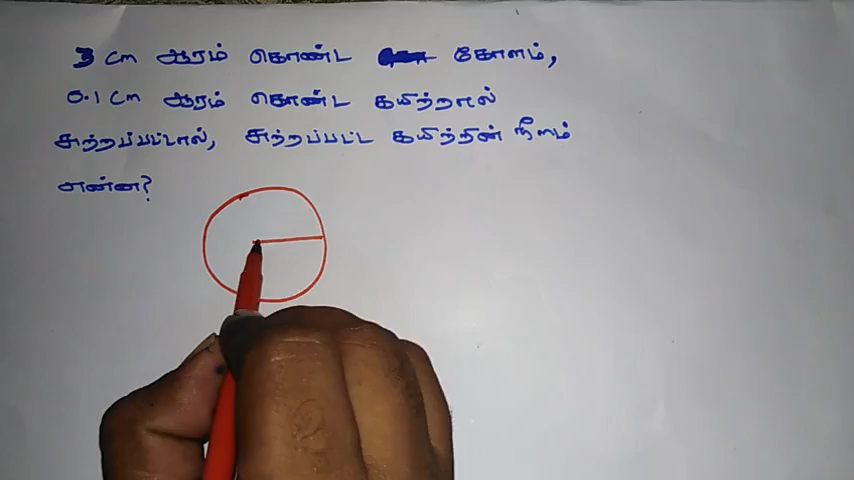 3 cm ஆரம் கொண்ட கோளம்,
0.1 cm ஆரம் கொண்ட கயிற்றால்
சுற்றப்பட்டால், சுற்றப்பட்ட கயிற்றின் நீளம்
என்ன?